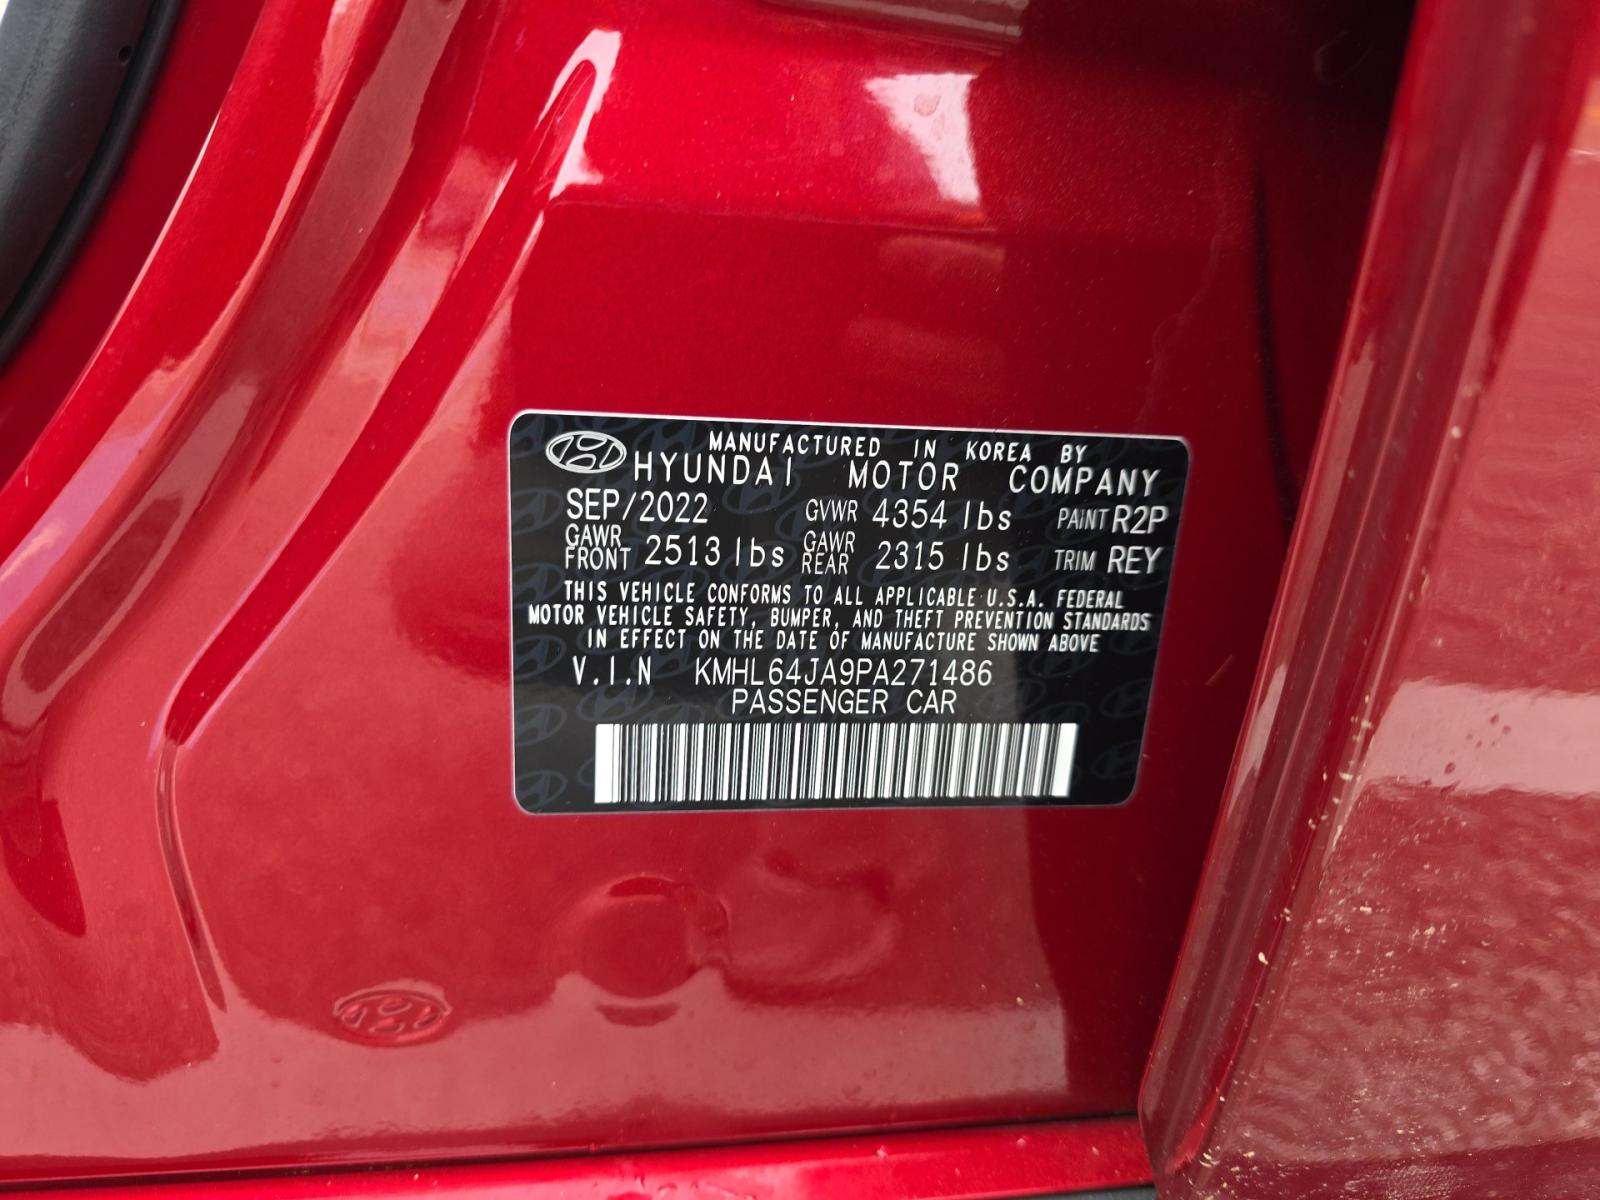 MANUFACTURED IN KOREA BY
HYUNDAI MOTOR COMPANY
SEP/2022 GVWR 4354 lbs PAINT R2P
GAWR FRONT 2513 lbs GAWR REAR 2315 lbs TRIM REY
THIS VEHICLE CONFORMS TO ALL APPLICABLE U.S.A. FEDERAL
MOTOR VEHICLE SAFETY, BUMPER, AND THEFT PREVENTION STANDARDS
IN EFFECT ON THE DATE OF MANUFACTURE SHOWN ABOVE
V.I.N KMHL64JA9PA271486
PASSENGER CAR